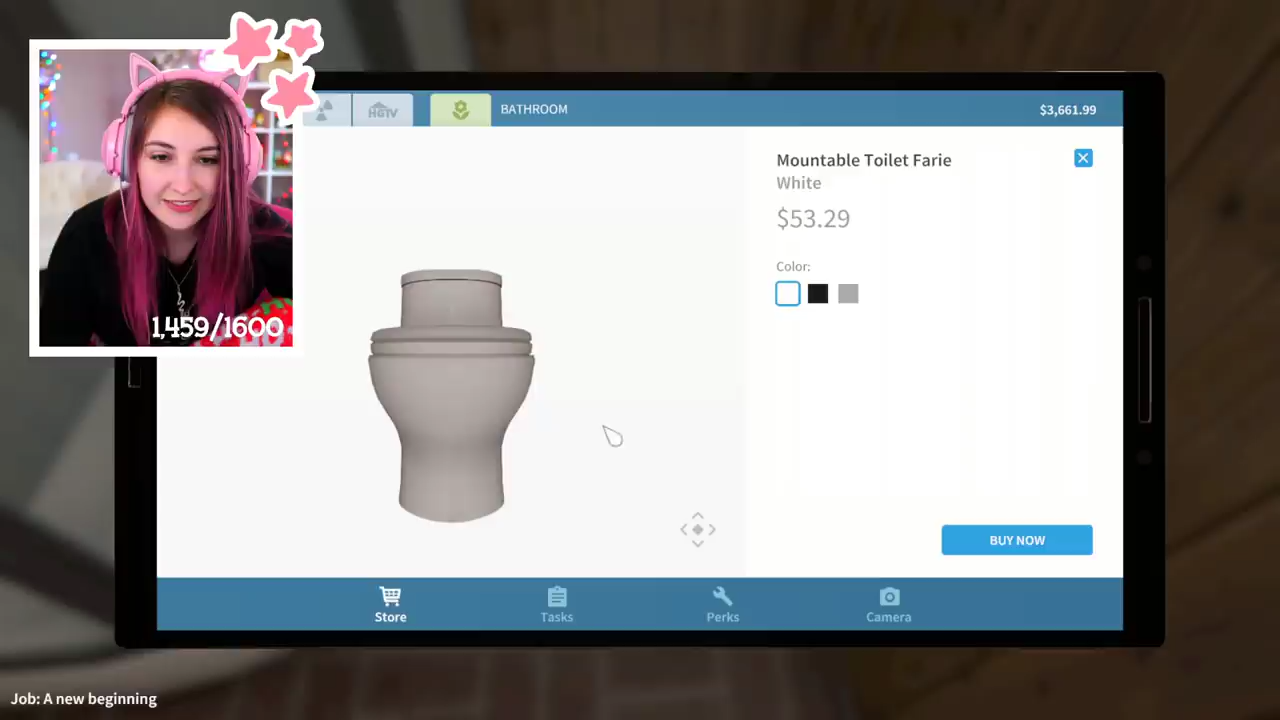 HGTV
BATHROOM
$3,661.99
Mountable Toilet Farie
White
$53.29
Color:
1,459/1600
BUY NOW
Store
Tasks
Perks
Camera
Job: A new beginning